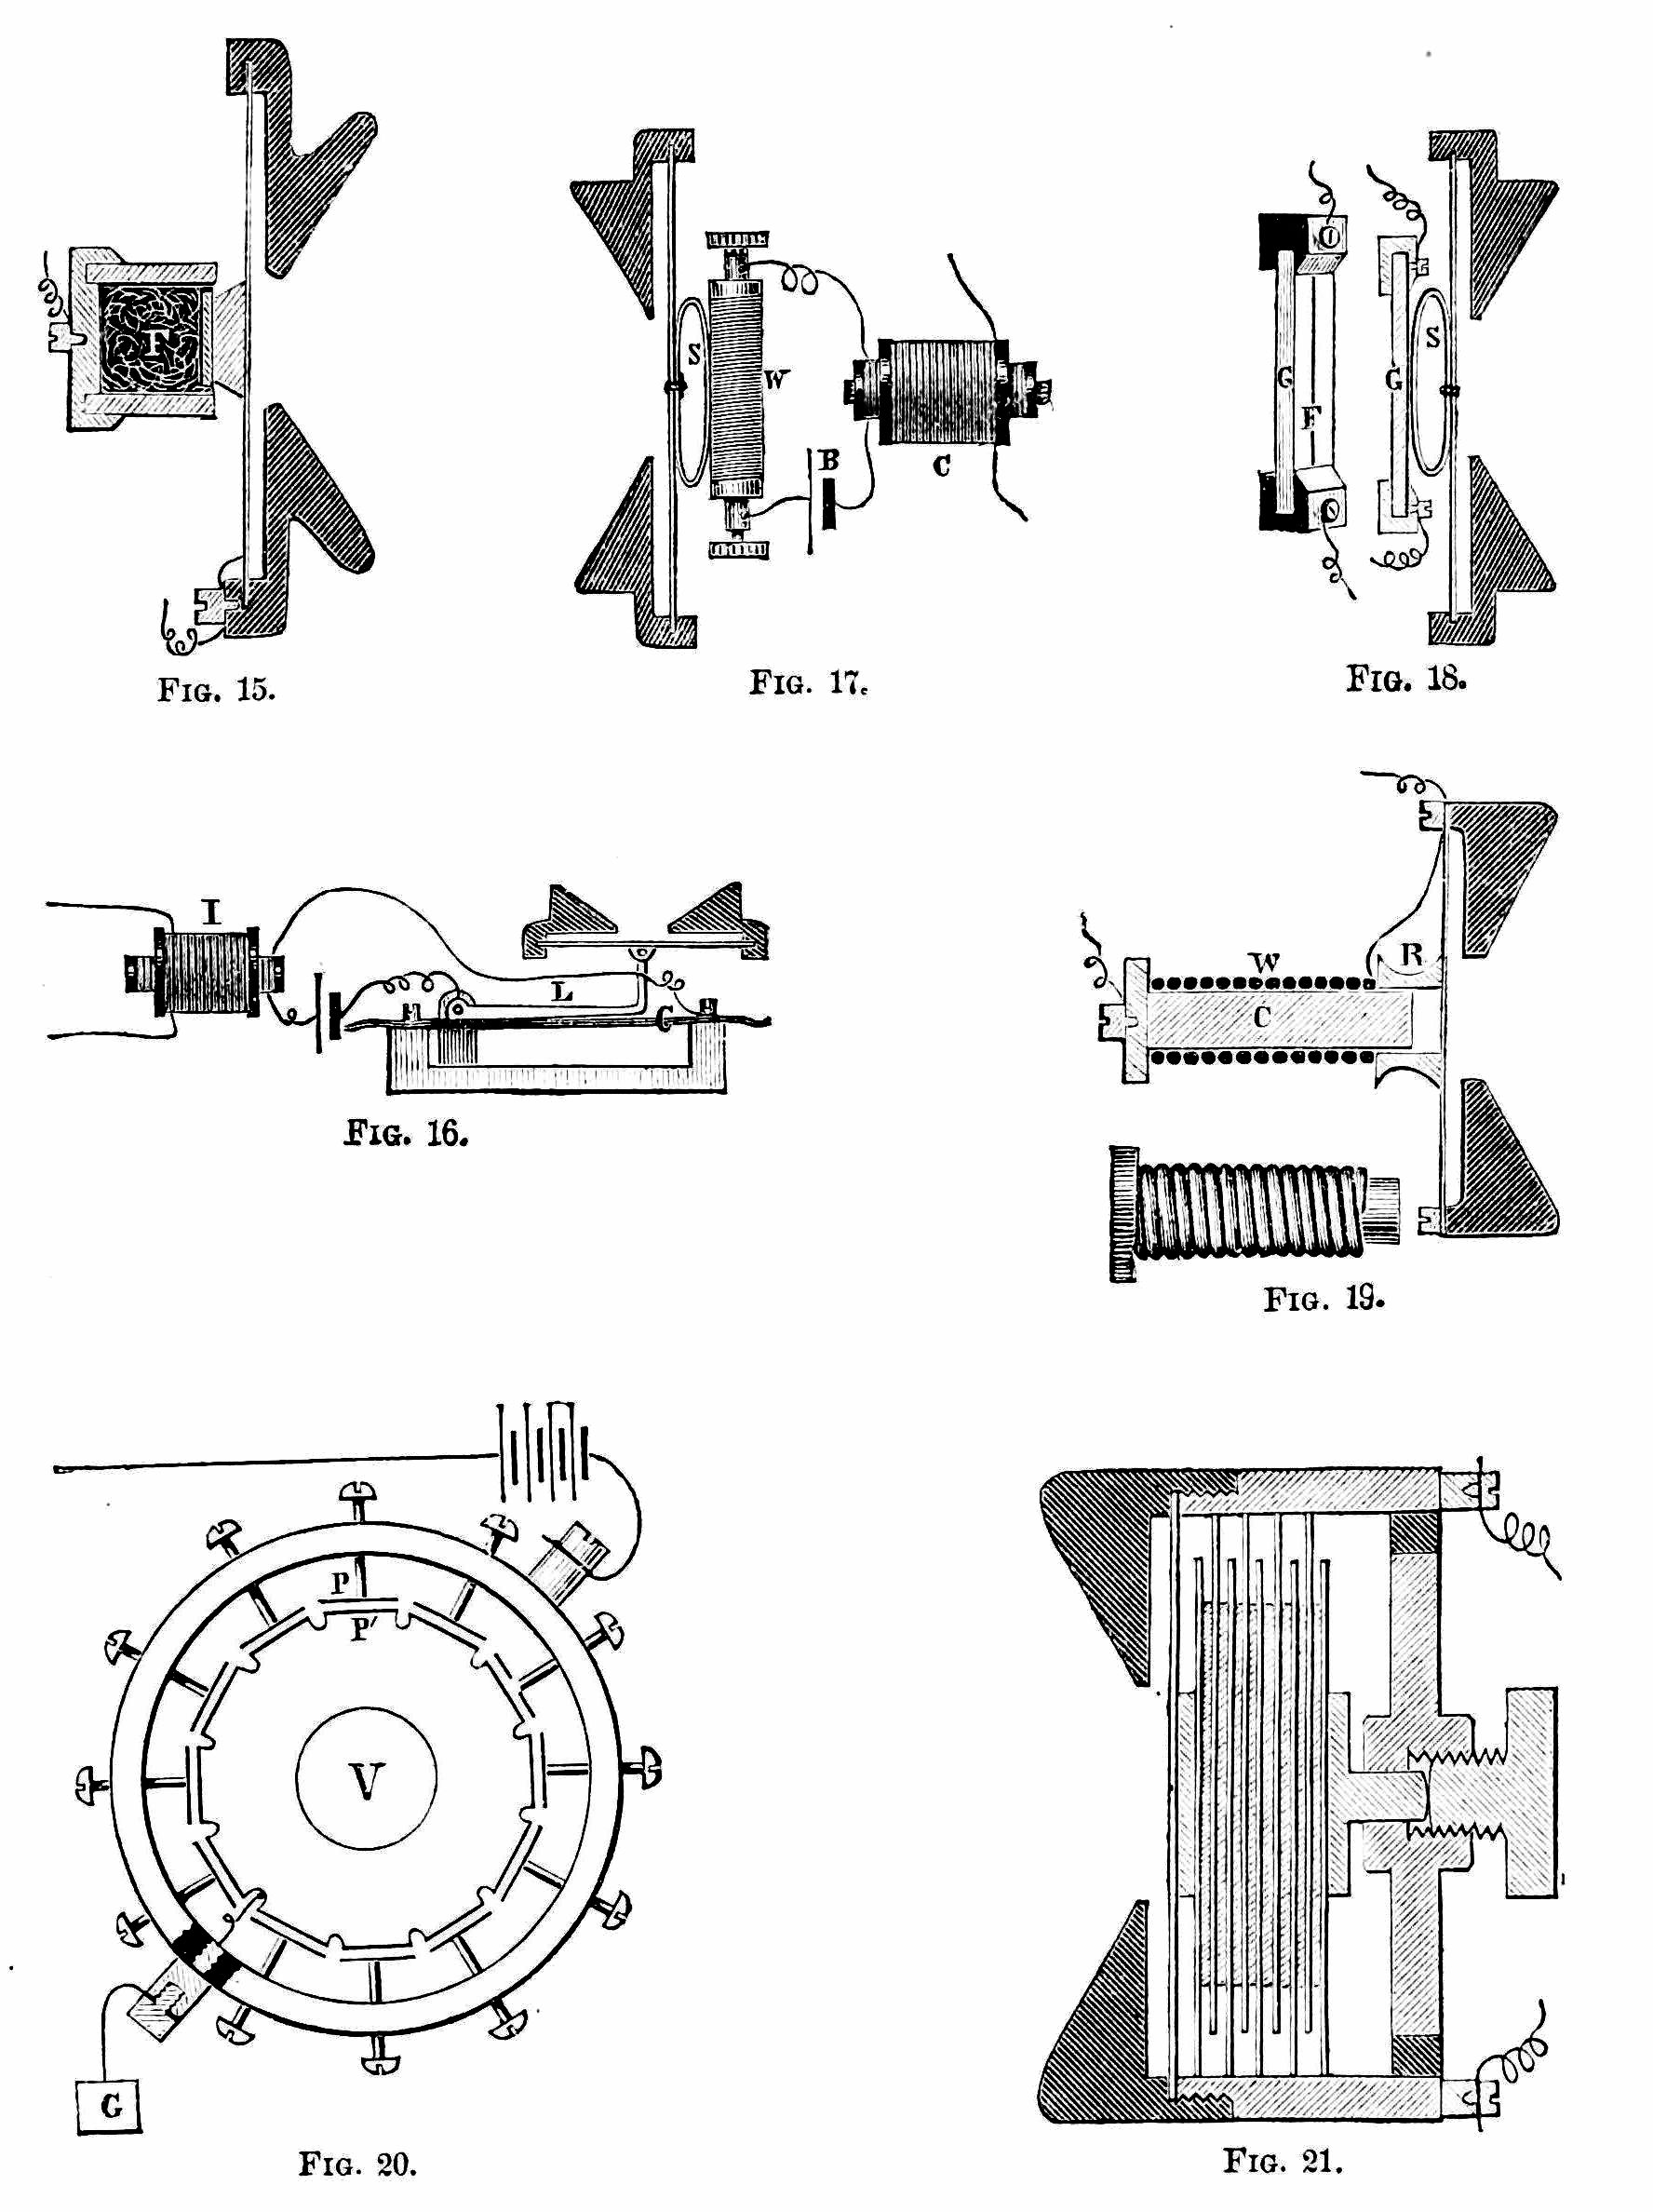 F
FIG. 15.
S
W
B
C
FIG. 17.
G
F
G
S
FIG. 18.
I
L
C
FIG. 16.
W
R
C
FIG. 19.
P
P′
V
G
FIG. 20.
FIG. 21.